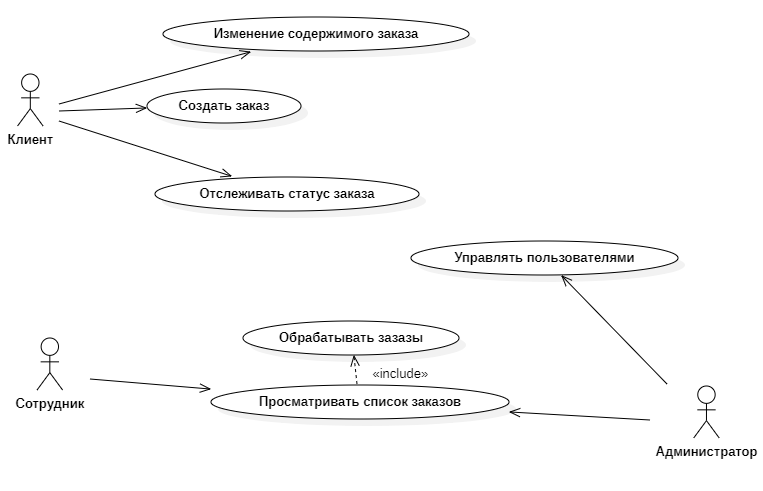 Изменение содержимого заказа
Создать заказ
Клиент
Отслеживать статус заказа
Управлять пользователями
Обрабатывать зазазы
«include»
Сотрудник
Просматривать список заказов
Администратор